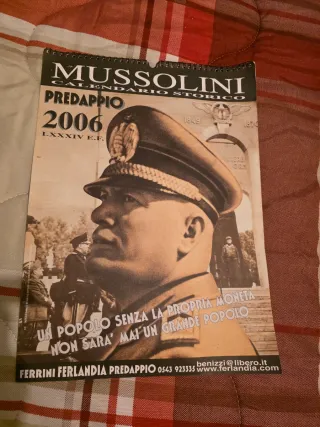 MUSSOLINI
CALENDARIO STORICO
PREDAPPIO
2006
LXXXIV E.F.
UN POPOLO SENZA LA PROPRIA MONETA
NON SARA' MAI UN GRANDE POPOLO
benizzi@libero.it
FERRINI FERLANDIA PREDAPPIO 0543 923335 www.ferlandia.com